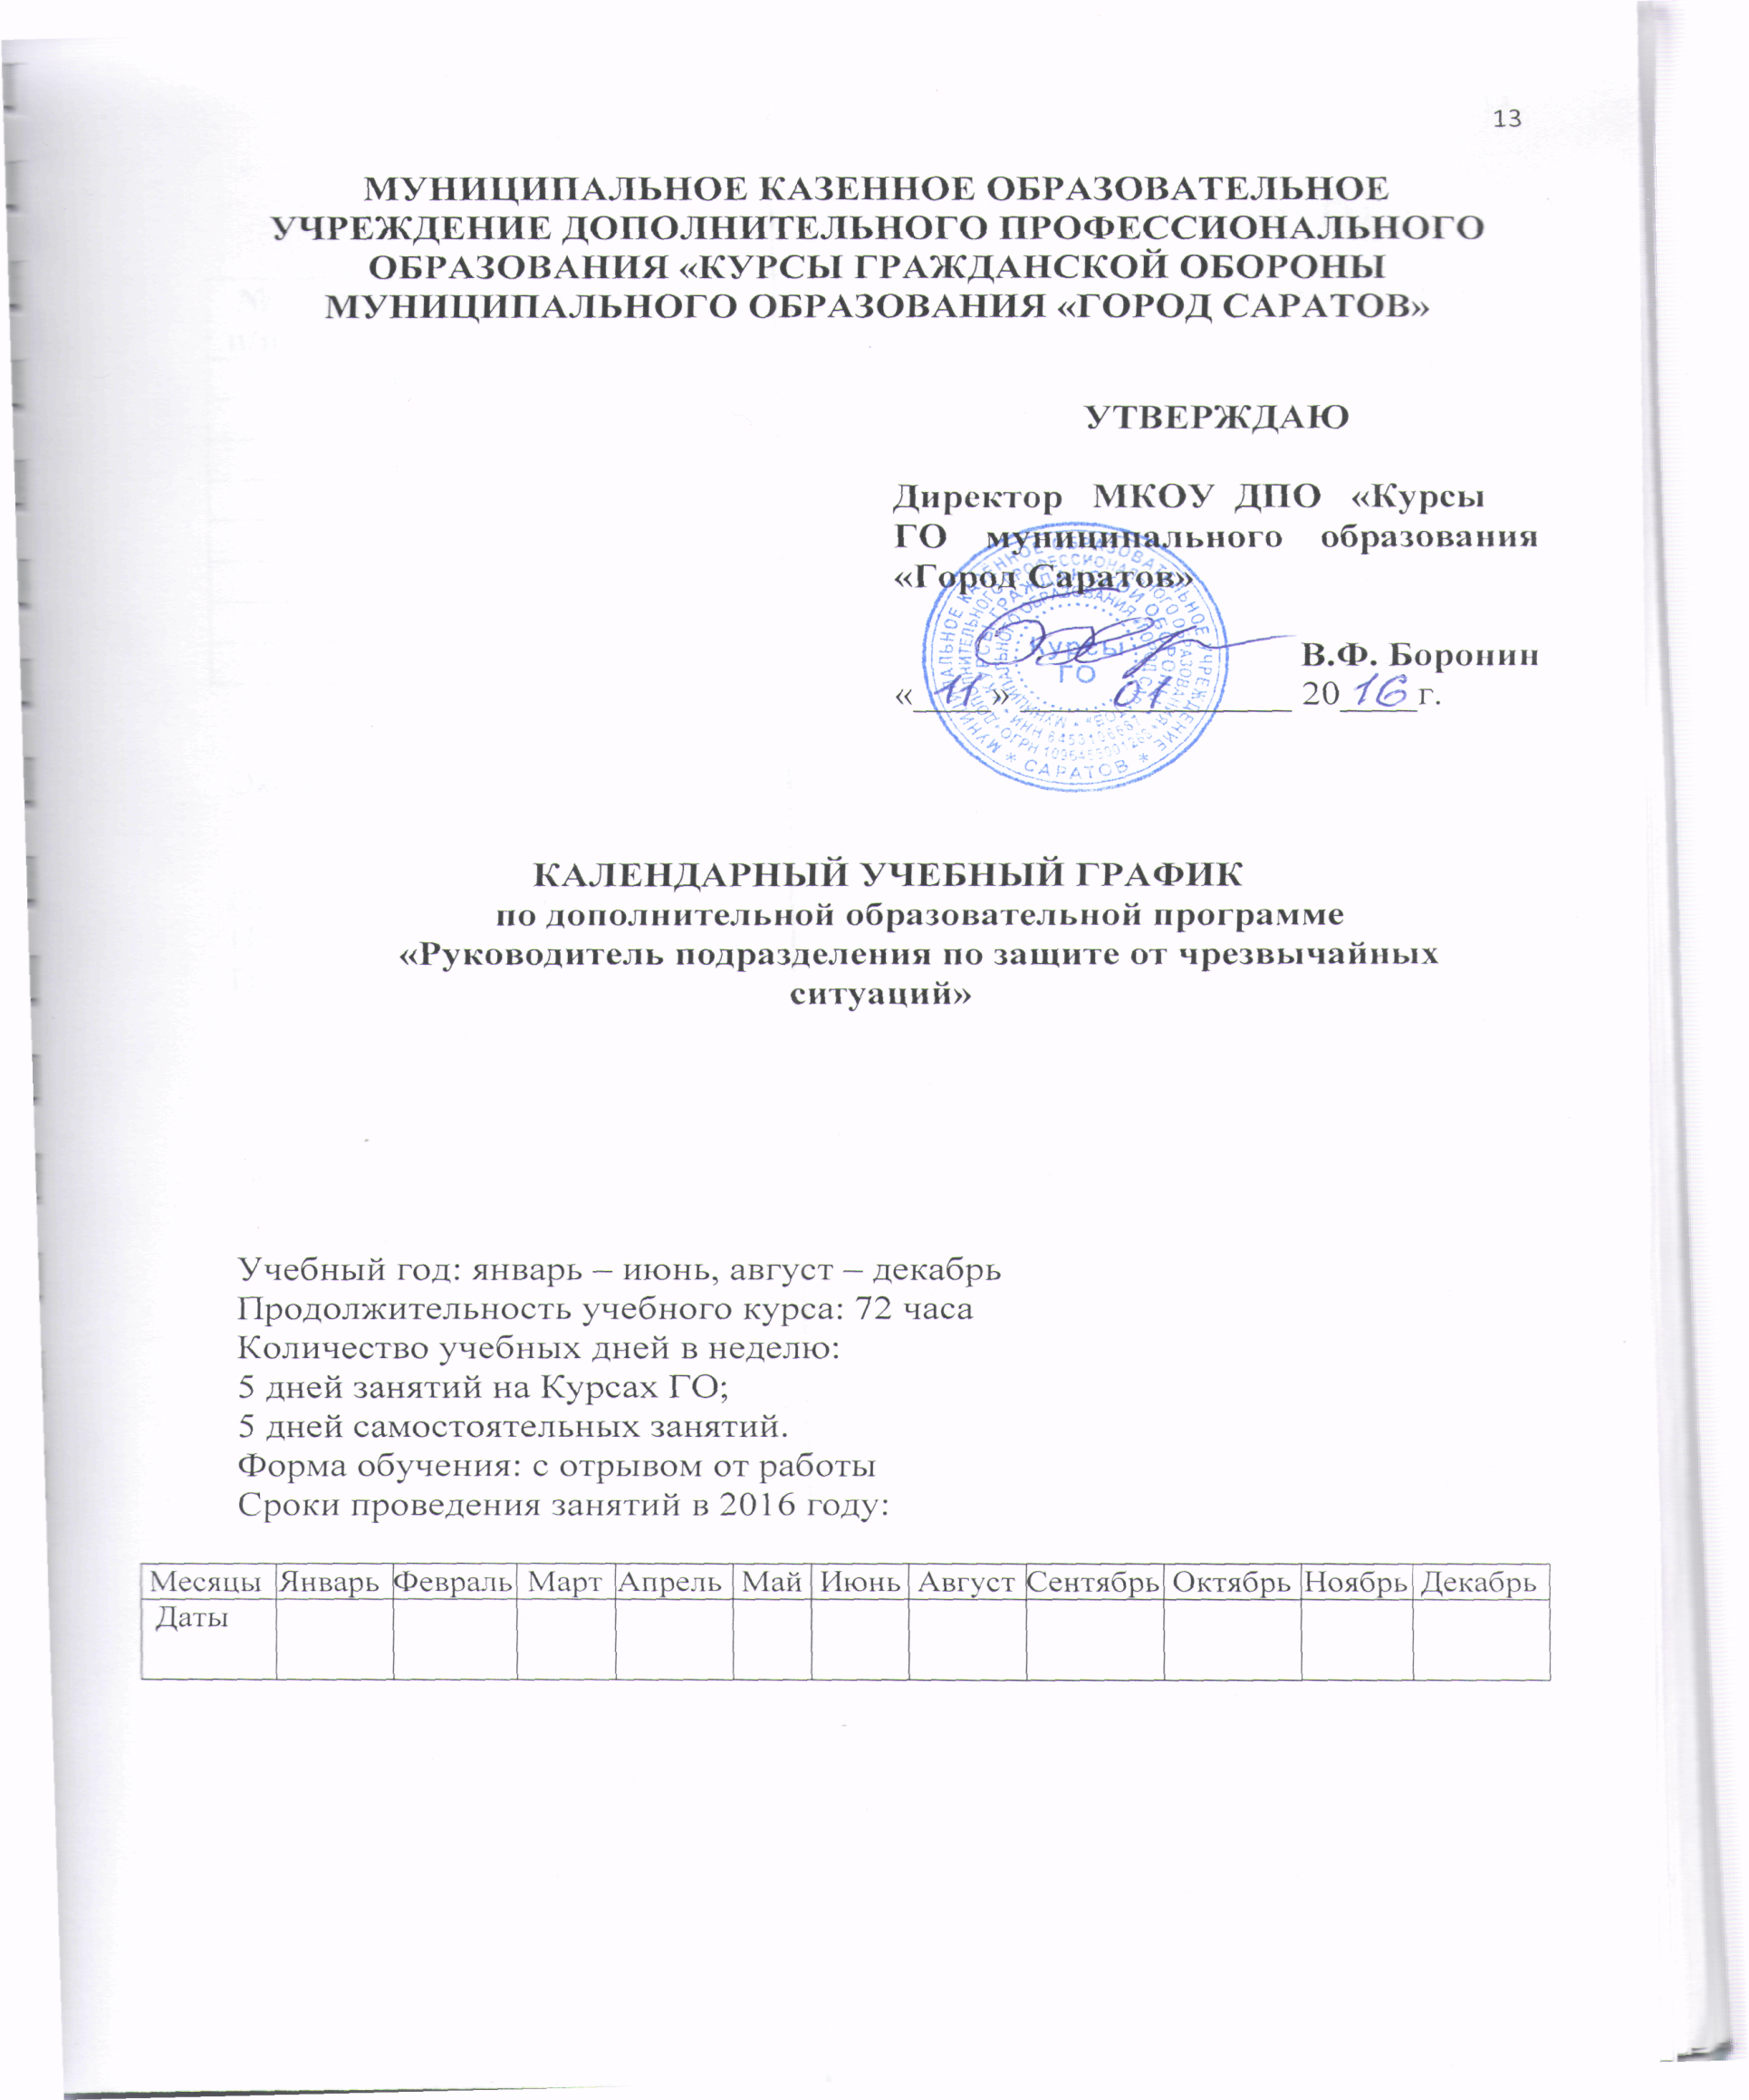 13
МУНИЦИПАЛЬНОЕ КАЗЕННОЕ ОБРАЗОВАТЕЛЬНОЕ
УЧРЕЖДЕНИЕ ДОПОЛНИТЕЛЬНОГО ПРОФЕССИОНАЛЬНОГО
ОБРАЗОВАНИЯ «КУРСЫ ГРАЖДАНСКОЙ ОБОРОНЫ
МУНИЦИПАЛЬНОГО ОБРАЗОВАНИЯ «ГОРОД САРАТОВ»
УТВЕРЖДАЮ
Директор МКОУ ДПО «Курсы
ГО муниципального образования
«Город Саратов»
В.Ф. Боронин
« 11 » 01 2016 г.
Курсы
ГО
* САРАТОВ *
КАЛЕНДАРНЫЙ УЧЕБНЫЙ ГРАФИК
по дополнительной образовательной программе
«Руководитель подразделения по защите от чрезвычайных
ситуаций»
Учебный год: январь – июнь, август – декабрь
Продолжительность учебного курса: 72 часа
Количество учебных дней в неделю:
5 дней занятий на Курсах ГО;
5 дней самостоятельных занятий.
Форма обучения: с отрывом от работы
Сроки проведения занятий в 2016 году:
Месяцы Январь Февраль Март Апрель Май Июнь Август Сентябрь Октябрь Ноябрь Декабрь
Даты